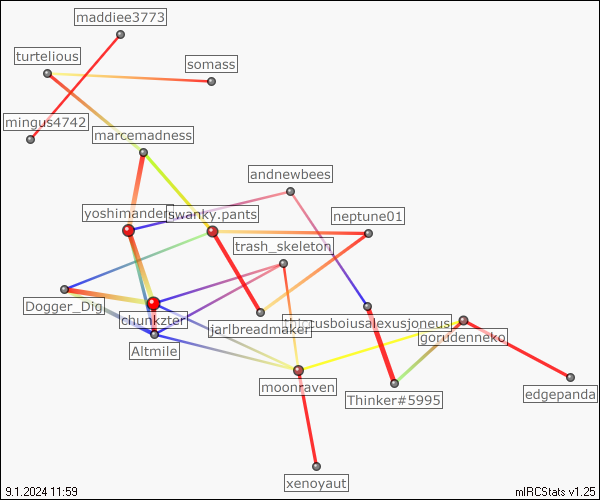 maddiee3773
turtelious
somass
mingus4742
marcemadness
andnewbees
yoshimander
swanky.pants
neptune01
trash_skeleton
Dogger_Dig
chunkzter
jarlbreadmaker
gorudenneko
Altmile
moonraven
Thinker#5995
edgepanda
xenoyaut
9.1.2024 11:59
mIRCStats v1.25